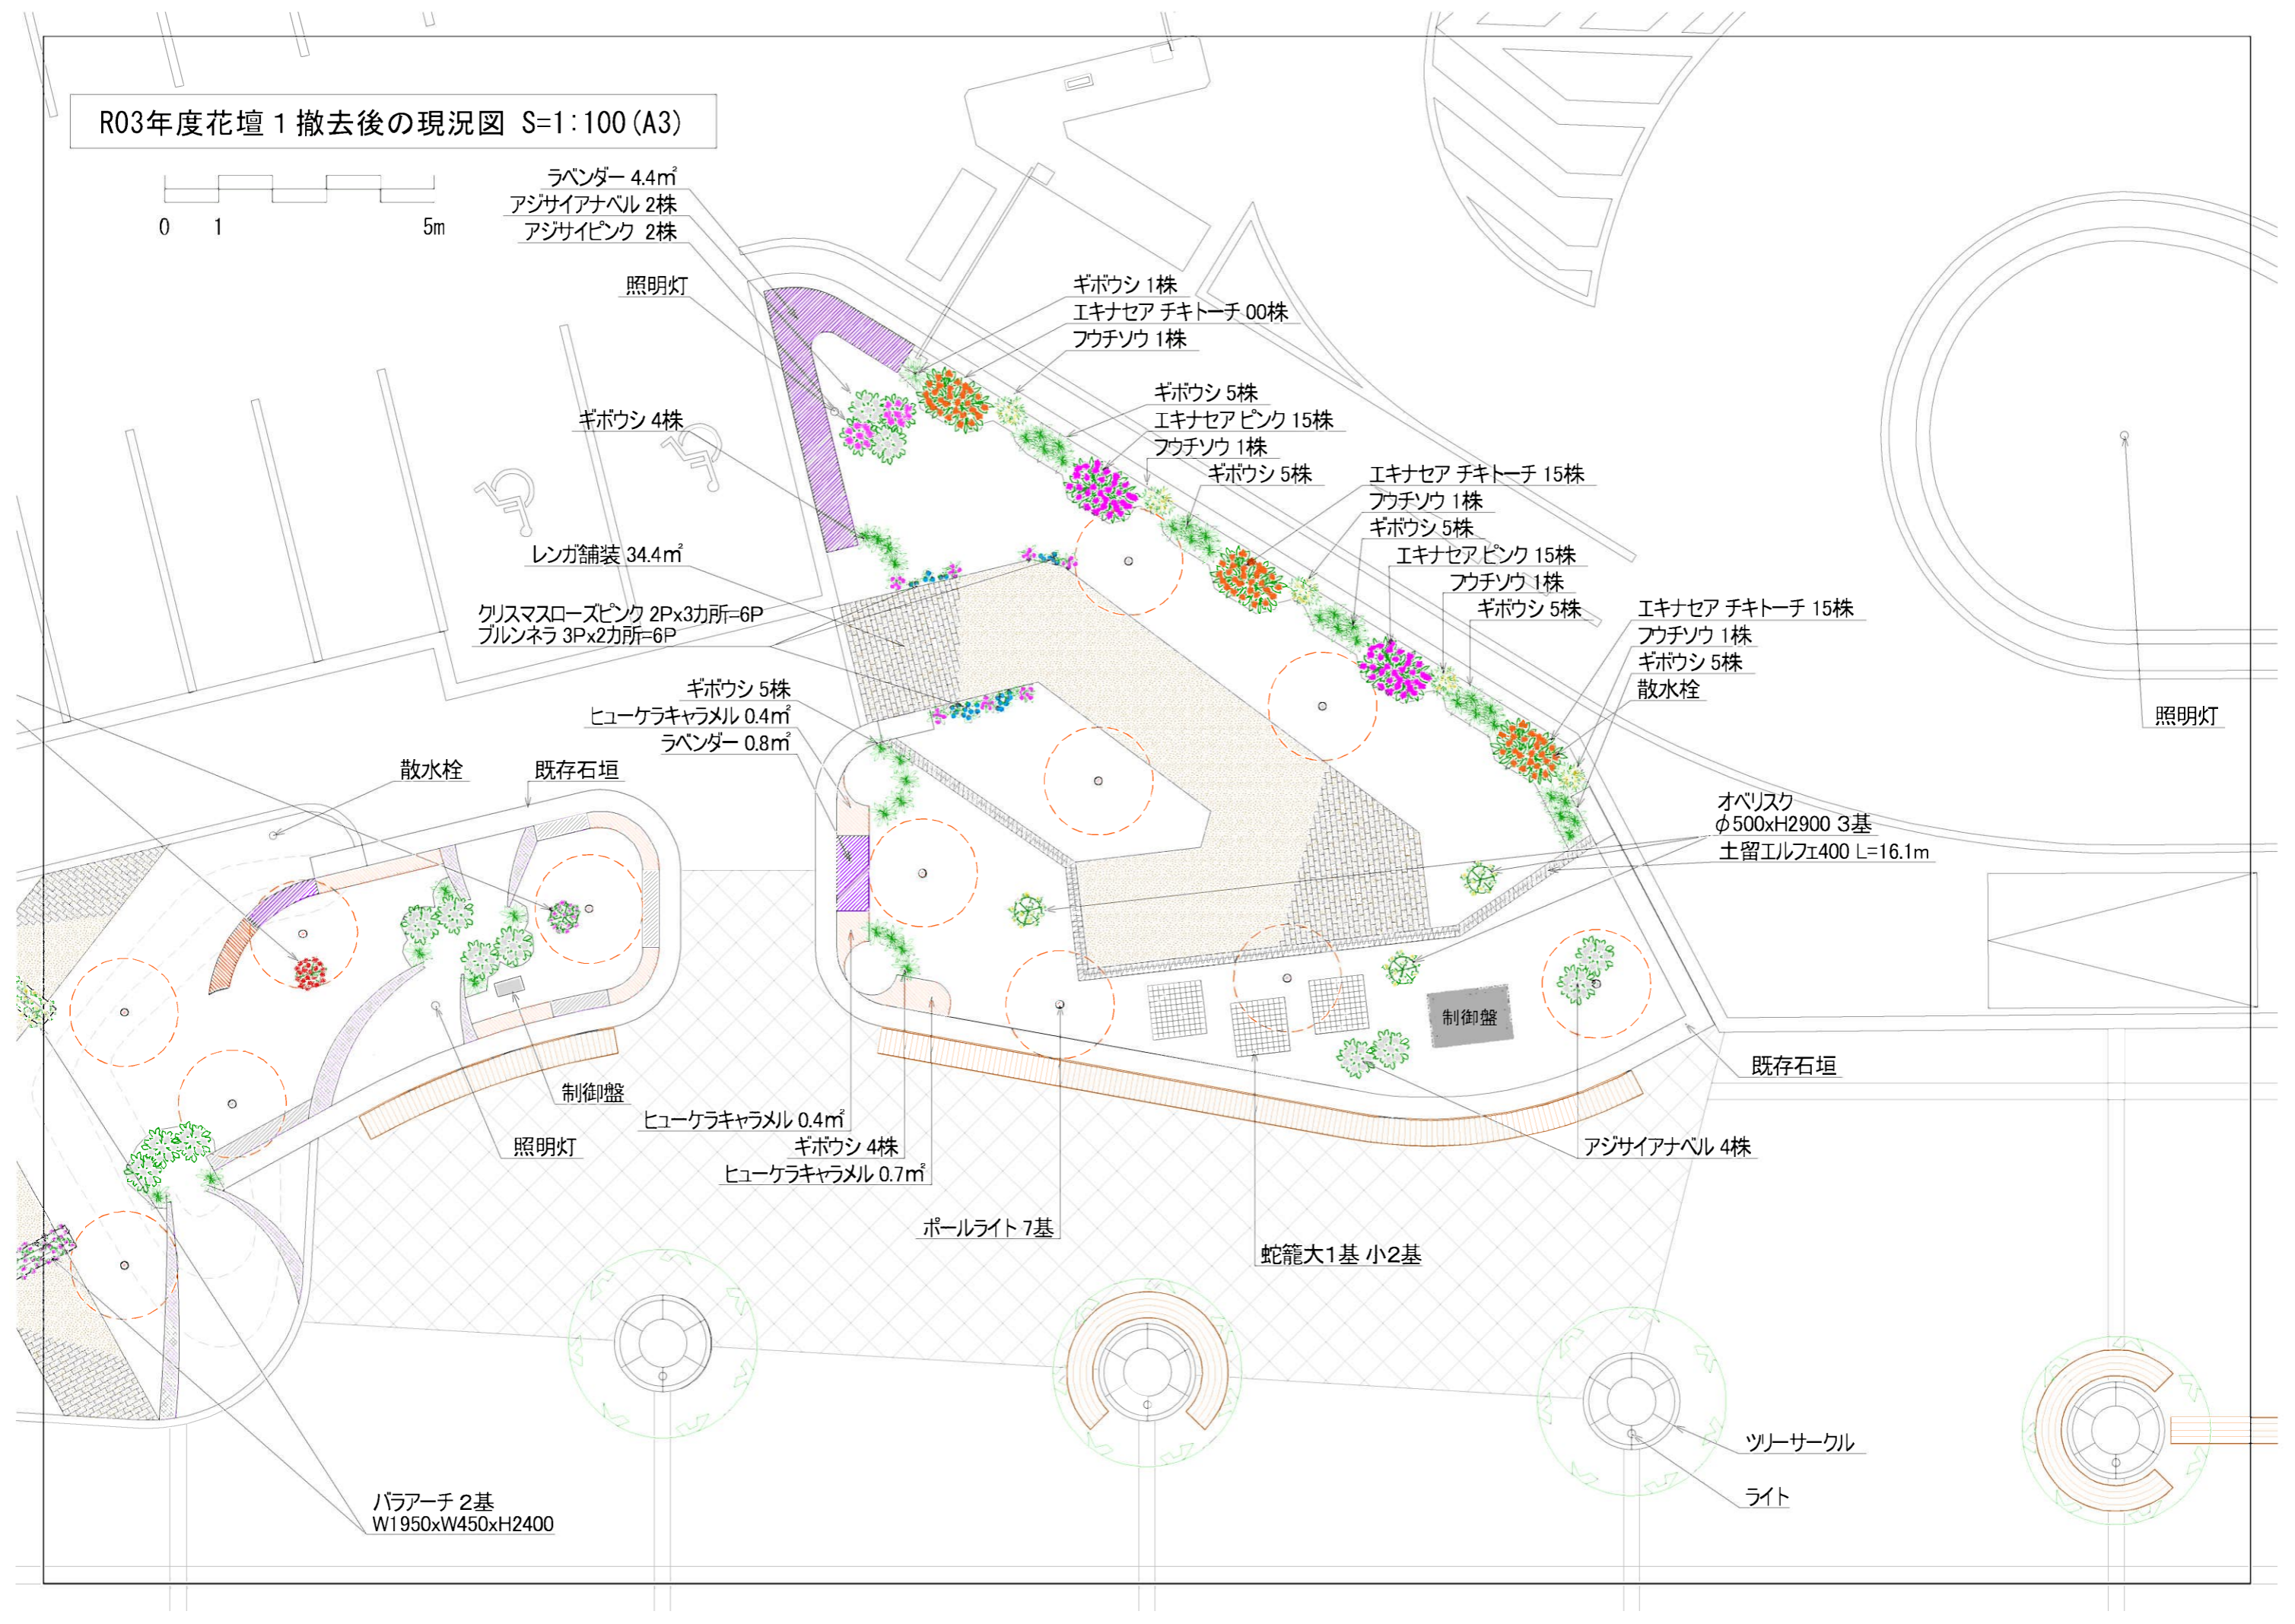 R03年度花壇１撤去後の現況図 S=1:100(A3)
0 1 5m
ラベンダー 4.4㎡
アジサイアナベル 2株
アジサイピンク 2株
照明灯
ギボウシ 1株
エキナセア チキトーチ 00株
フウチソウ 1株
ギボウシ 4株
ギボウシ 5株
エキナセア ピンク 15株
フウチソウ 1株
ギボウシ 5株
エキナセア チキトーチ 15株
フウチソウ 1株
ギボウシ 5株
エキナセア ピンク 15株
フウチソウ 1株
ギボウシ 5株
エキナセア チキトーチ 15株
フウチソウ 1株
ギボウシ 5株
散水栓
レンガ舗装 34.4㎡
クリスマスローズピンク 2Px3カ所=6P
ブルンネラ 3Px2カ所=6P
ギボウシ 5株
ヒューケラキャラメル 0.4㎡
ラベンダー 0.8㎡
照明灯
散水栓
既存石垣
オベリスク
φ500xH2900 3基
土留エルフェ400 L=16.1m
制御盤
既存石垣
制御盤
照明灯
ヒューケラキャラメル 0.4㎡
ギボウシ 4株
ヒューケラキャラメル 0.7㎡
アジサイアナベル 4株
ポールライト 7基
蛇籠大1基 小2基
ツリーサークル
ライト
バラアーチ 2基
W1950xW450xH2400